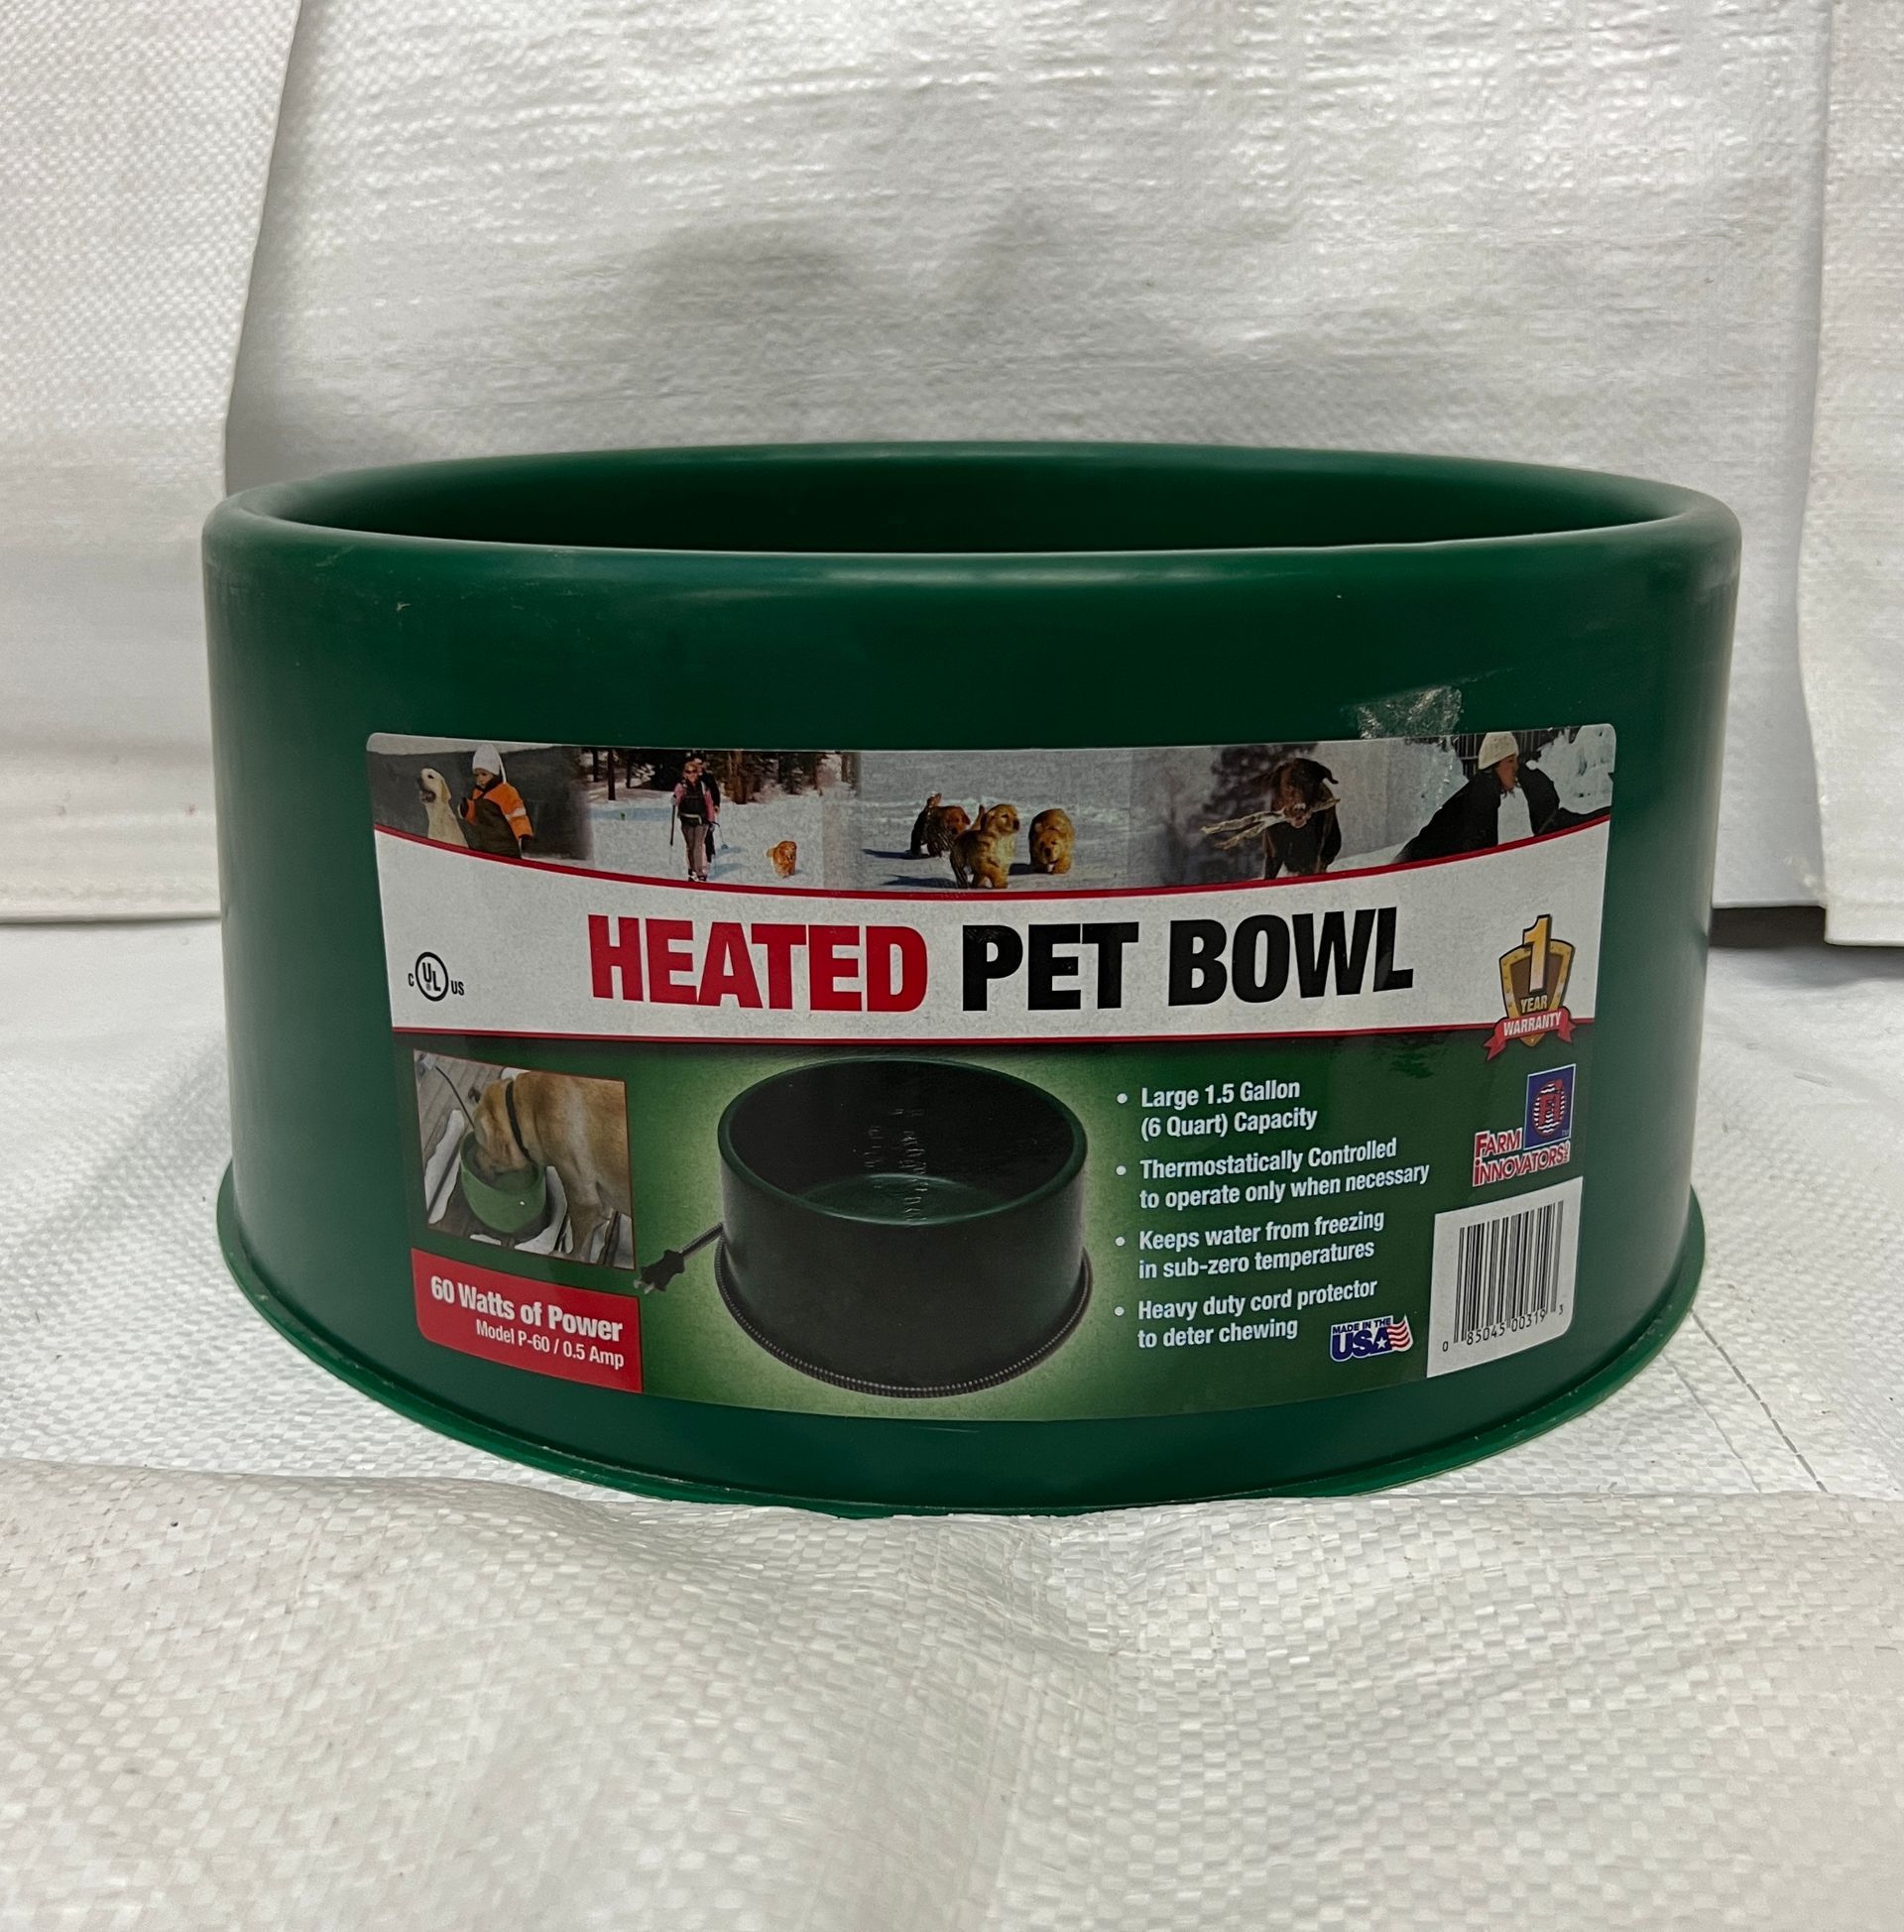 HEATED PET BOWL
C UL US
1
YEAR
WARRANTY
• Large 1.5 Gallon
(6 Quart) Capacity
• Thermostatically Controlled
to operate only when necessary
• Keeps water from freezing
in sub-zero temperatures
• Heavy duty cord protector
to deter chewing
MADE IN THE
USA
60 Watts of Power
Model P-60 / 0.5 Amp
FARM
INNOVATORS
0 85045 00319 3